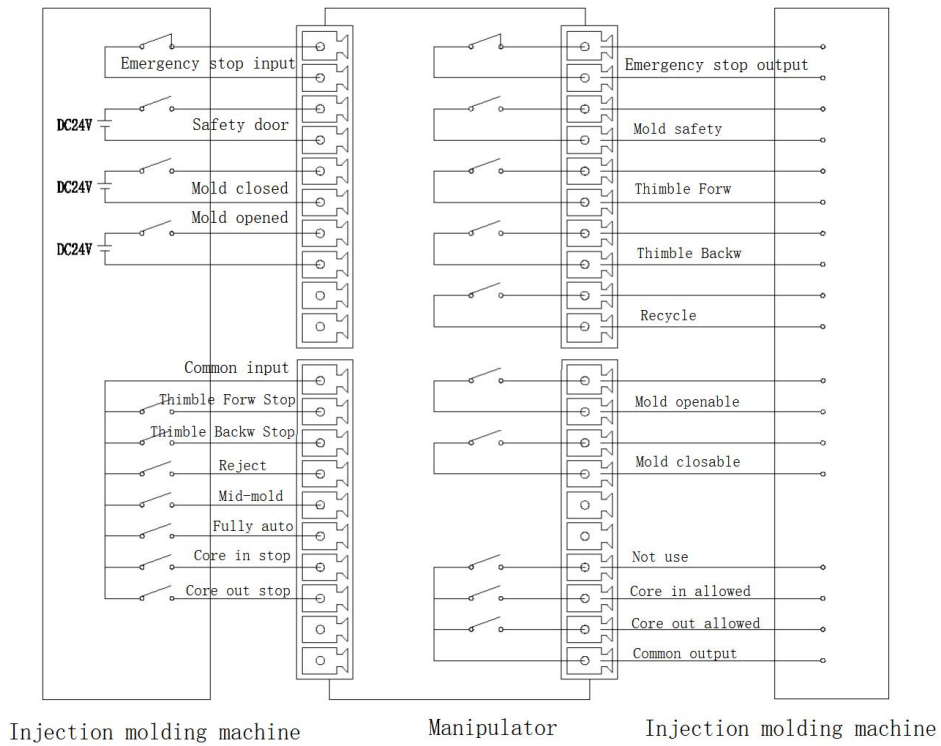 Emergency stop input
DC24V
Safety door
DC24V
Mold closed
Mold opened
DC24V
Common input
Thimble Forw Stop
Thimble Backw Stop
Reject
Mid-mold
Fully auto
Core in stop
Core out stop
Emergency stop output
Mold safety
Thimble Forw
Thimble Backw
Recycle
Mold openable
Mold closable
Not use
Core in allowed
Core out allowed
Common output
Injection molding machine
Manipulator
Injection molding machine